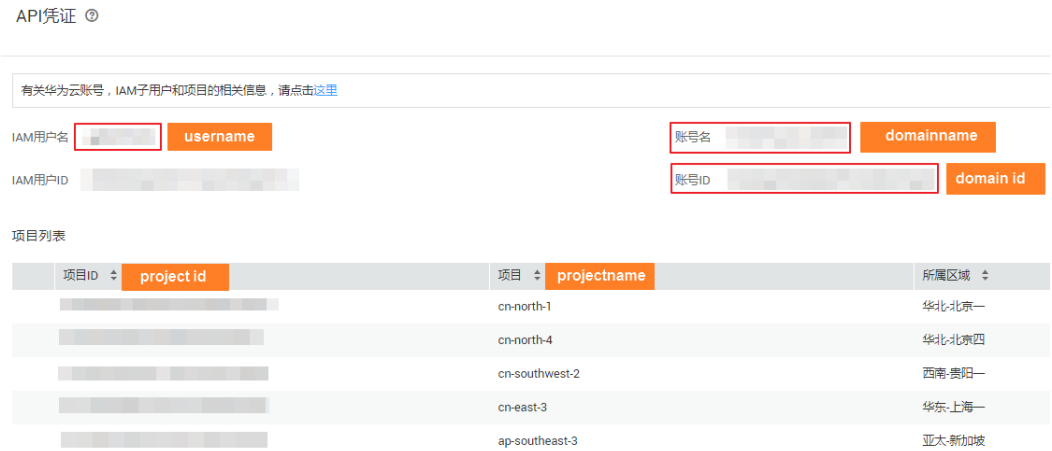 API凭证 ?
有关华为云账号，IAM子用户和项目的相关信息，请点击这里
IAM用户名 username 账号名 domainname
IAM用户ID 账号ID domain id
项目列表
项目ID project id 项目 projectname 所属区域
cn-north-1 华北-北京一
cn-north-4 华北-北京四
cn-southwest-2 西南-贵阳一
cn-east-3 华东-上海一
ap-southeast-3 亚太-新加坡